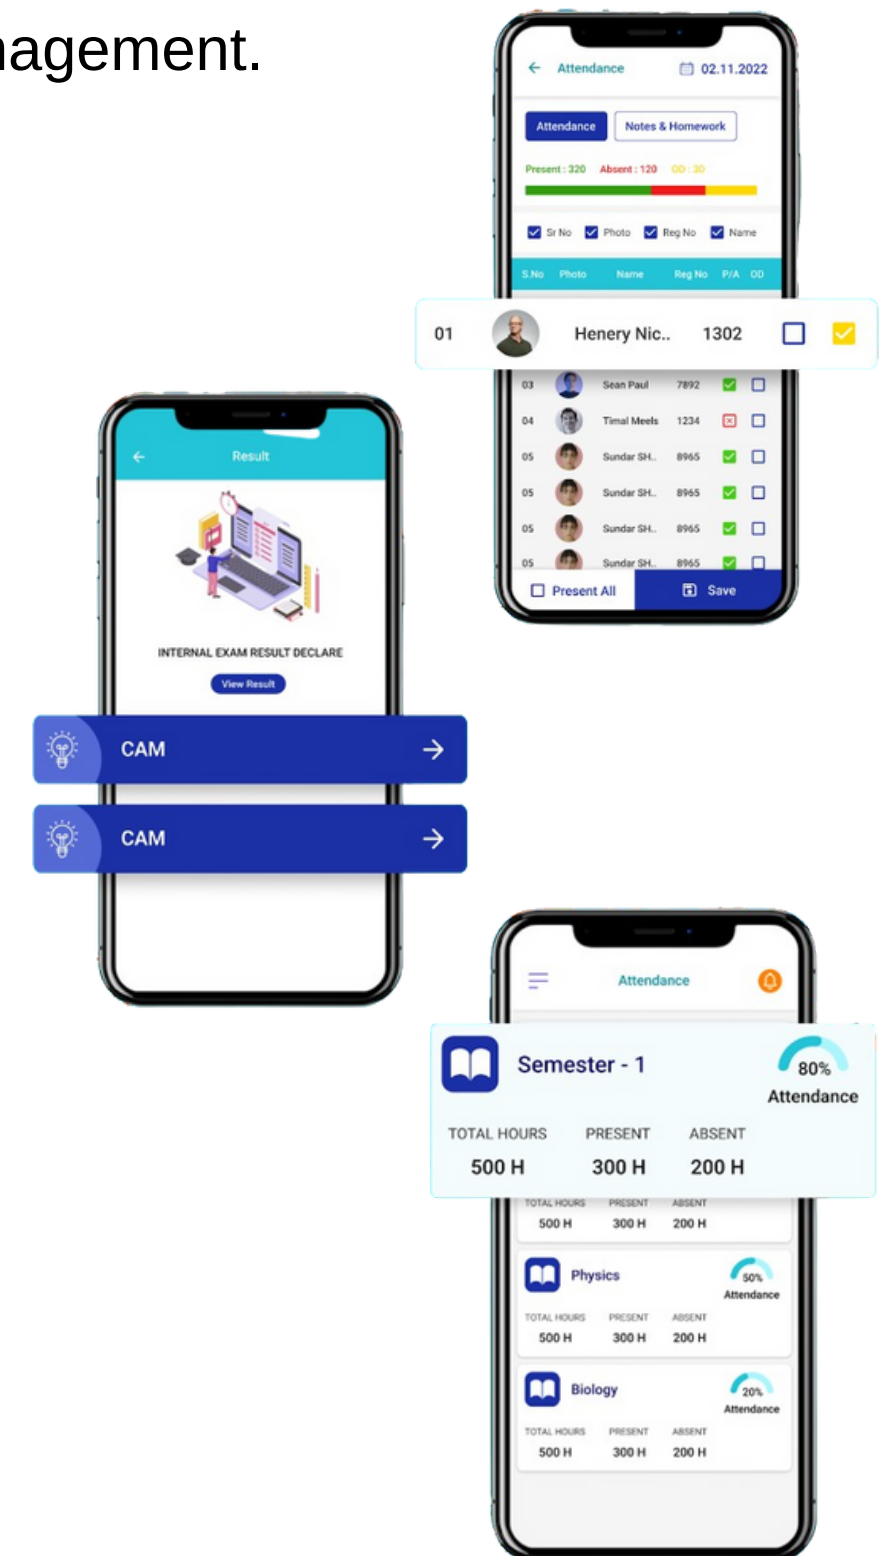 nagement.
Attendance 02.11.2022
Attendance Notes & Homework
Present : 320 Absent : 120 OD : 30
Sr No Photo Reg No Name
S.No Photo Name Reg No P/A OD
01 Henery Nic.. 1302
03 Sean Paul 7892
04 Timal Meels 1234
05 Sundar SH.. 8965
05 Sundar SH.. 8965
05 Sundar SH.. 8965
05 Sundar SH.. 8965
Present All Save
Result
INTERNAL EXAM RESULT DECLARE
View Result
CAM
CAM
Attendance
Semester - 1 80%
Attendance
TOTAL HOURS PRESENT ABSENT
500 H 300 H 200 H
TOTAL HOURS PRESENT ABSENT
500 H 300 H 200 H
Physics 50%
Attendance
TOTAL HOURS PRESENT ABSENT
500 H 300 H 200 H
Biology 20%
Attendance
TOTAL HOURS PRESENT ABSENT
500 H 300 H 200 H